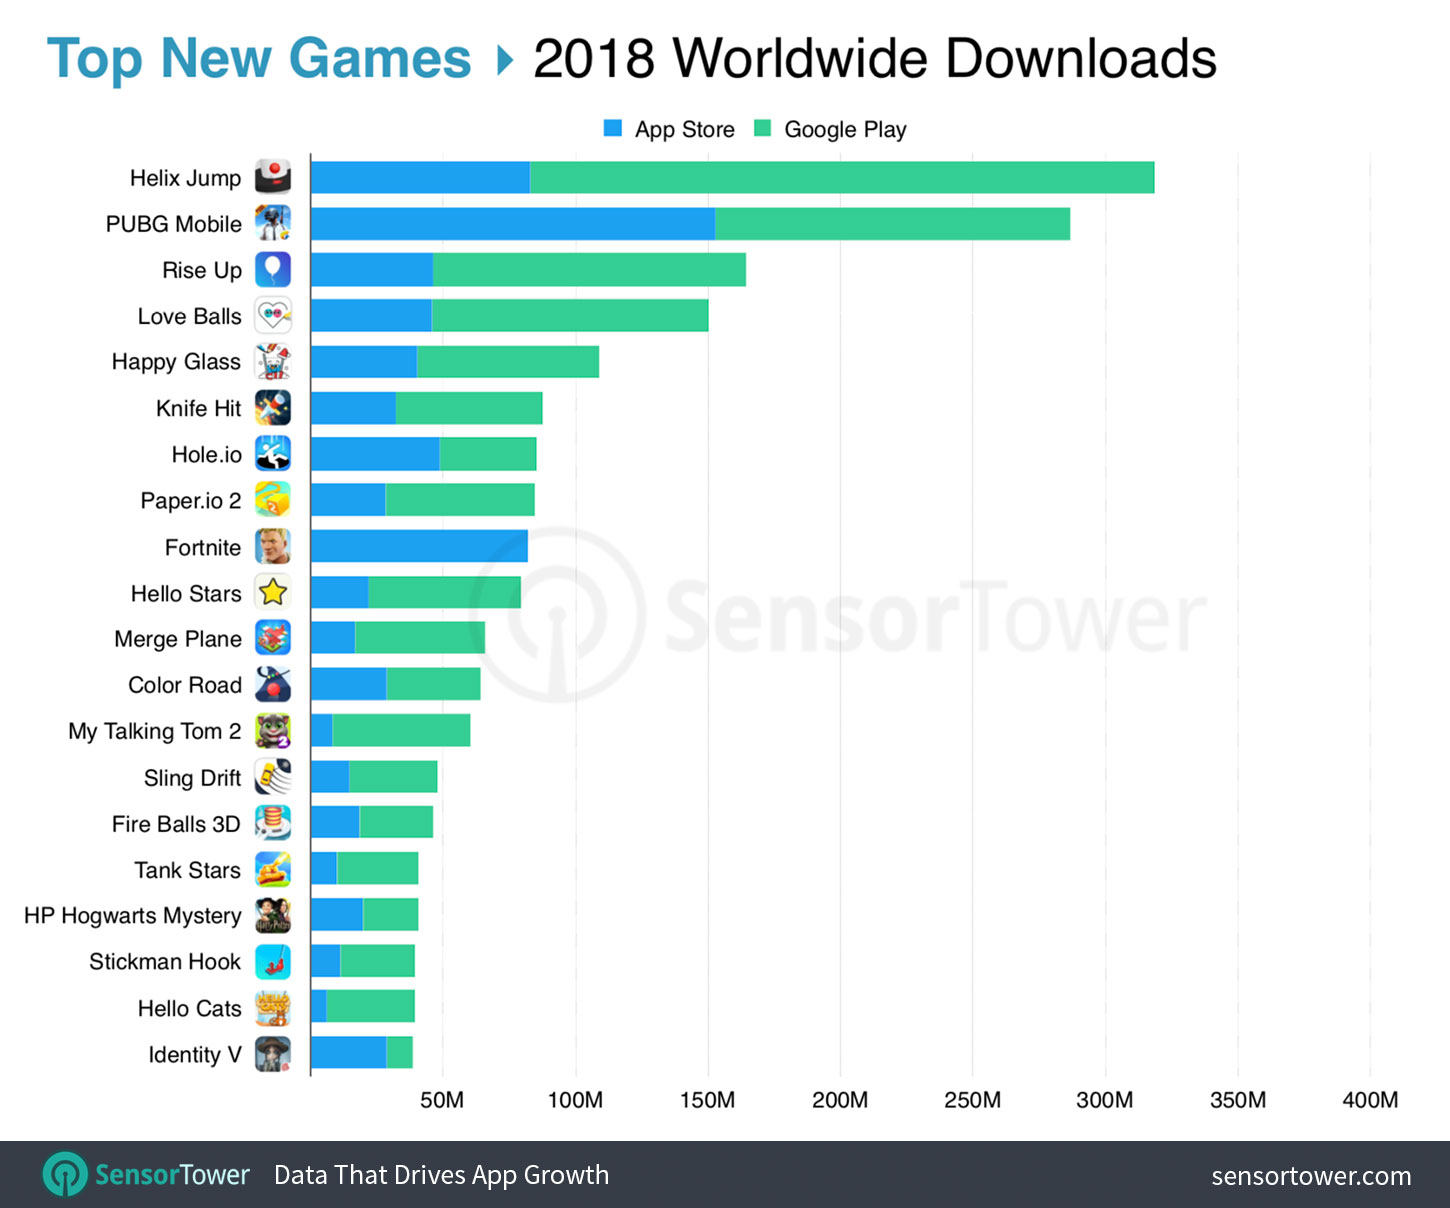 Top New Games 2018 Worldwide Downloads
App Store Google Play
Helix Jump
PUBG Mobile
Rise Up
Love Balls
Happy Glass
Knife Hit
Hole.io
Paper.io 2
Fortnite
Hello Stars
Merge Plane
Color Road
My Talking Tom 2
Sling Drift
Fire Balls 3D
Tank Stars
HP Hogwarts Mystery
Stickman Hook
Hello Cats
Identity V
SensorTower
50M 100M 150M 200M 250M 300M 350M 400M
SensorTower Data That Drives App Growth sensortower.com